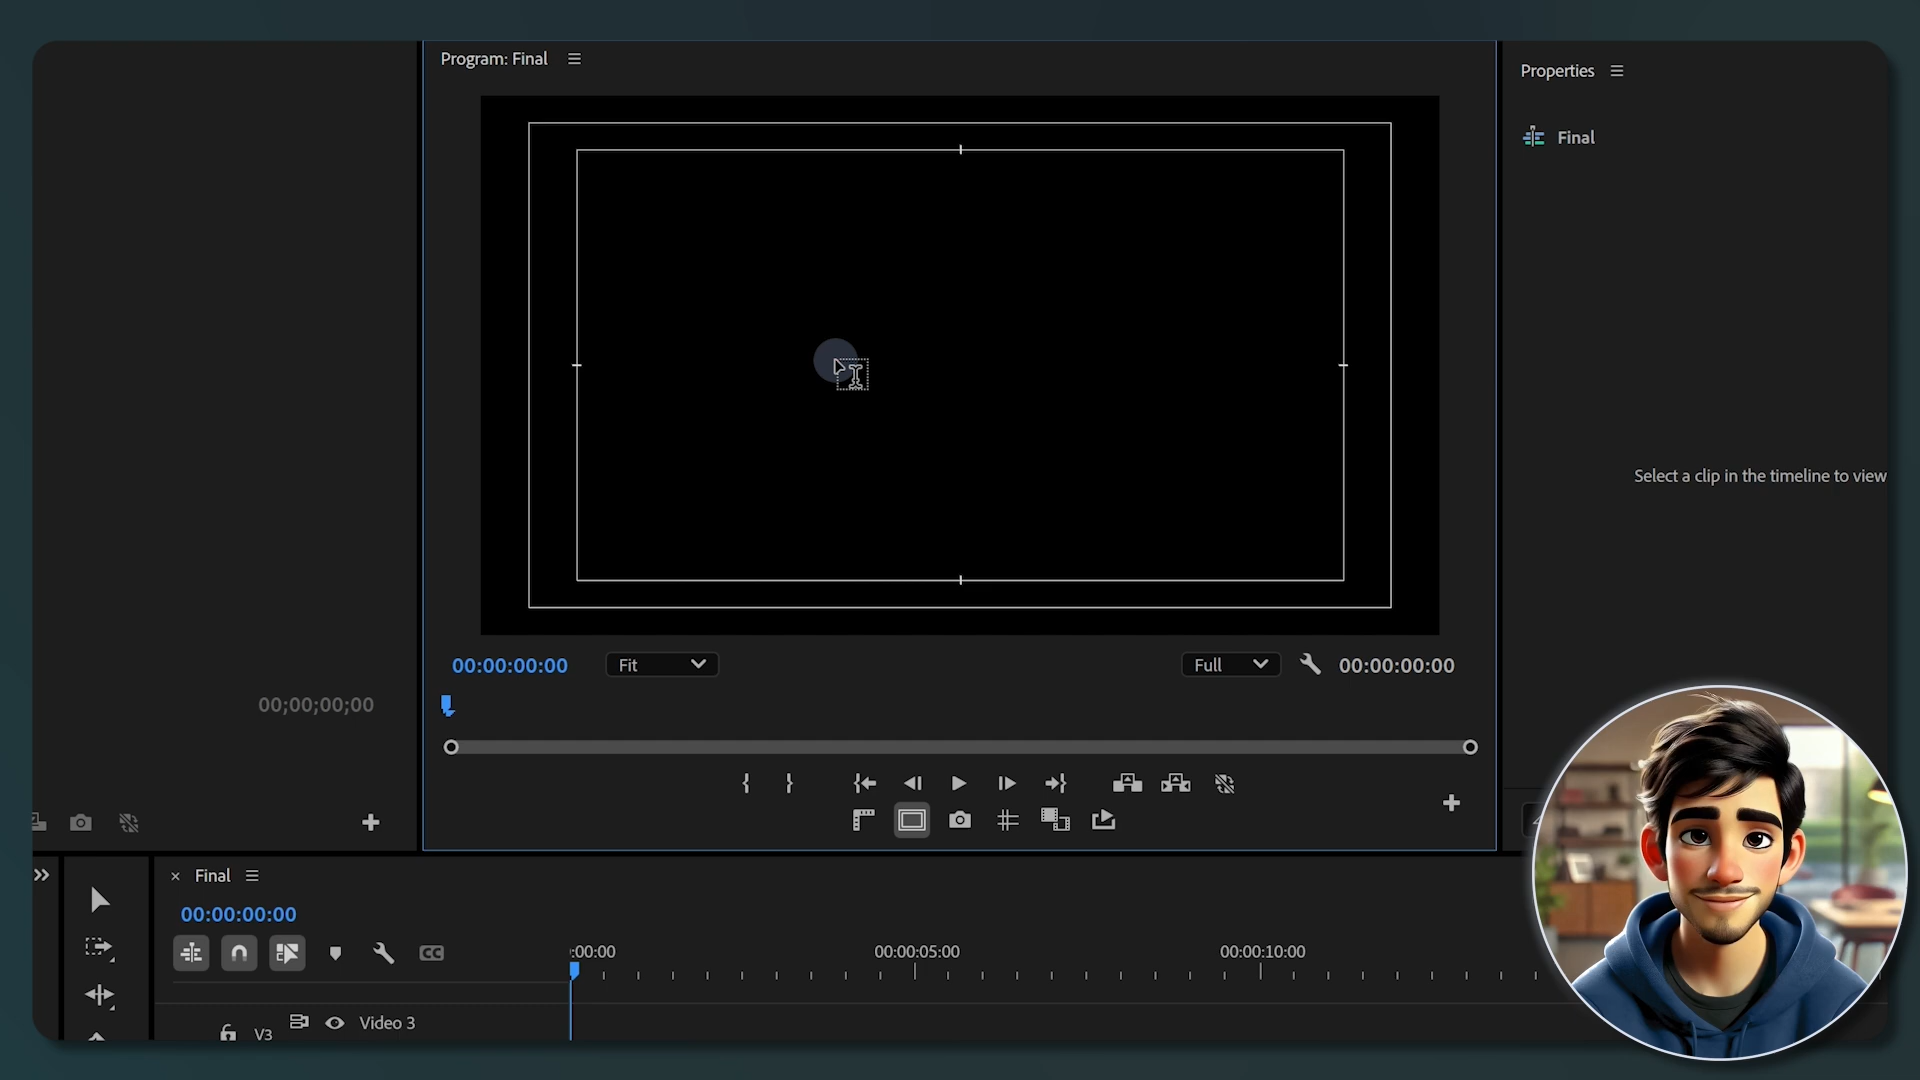 Program: Final
Properties
Final
Select a clip in the timeline to view
00:00:00:00
Fit
Full
00:00:00:00
00;00;00;00
Final
00:00:00:00
CC
:00:00
00:00:05:00
00:00:10:00
V3
Video 3